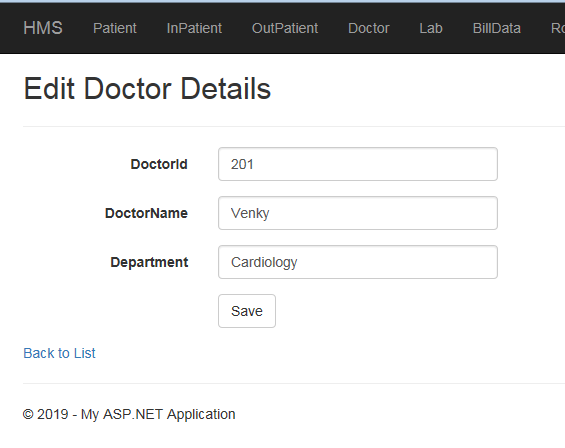 HMS Patient InPatient OutPatient Doctor Lab BillData
Edit Doctor Details
DoctorId 201
DoctorName Venky
Department Cardiology
Save
Back to List
© 2019 - My ASP.NET Application